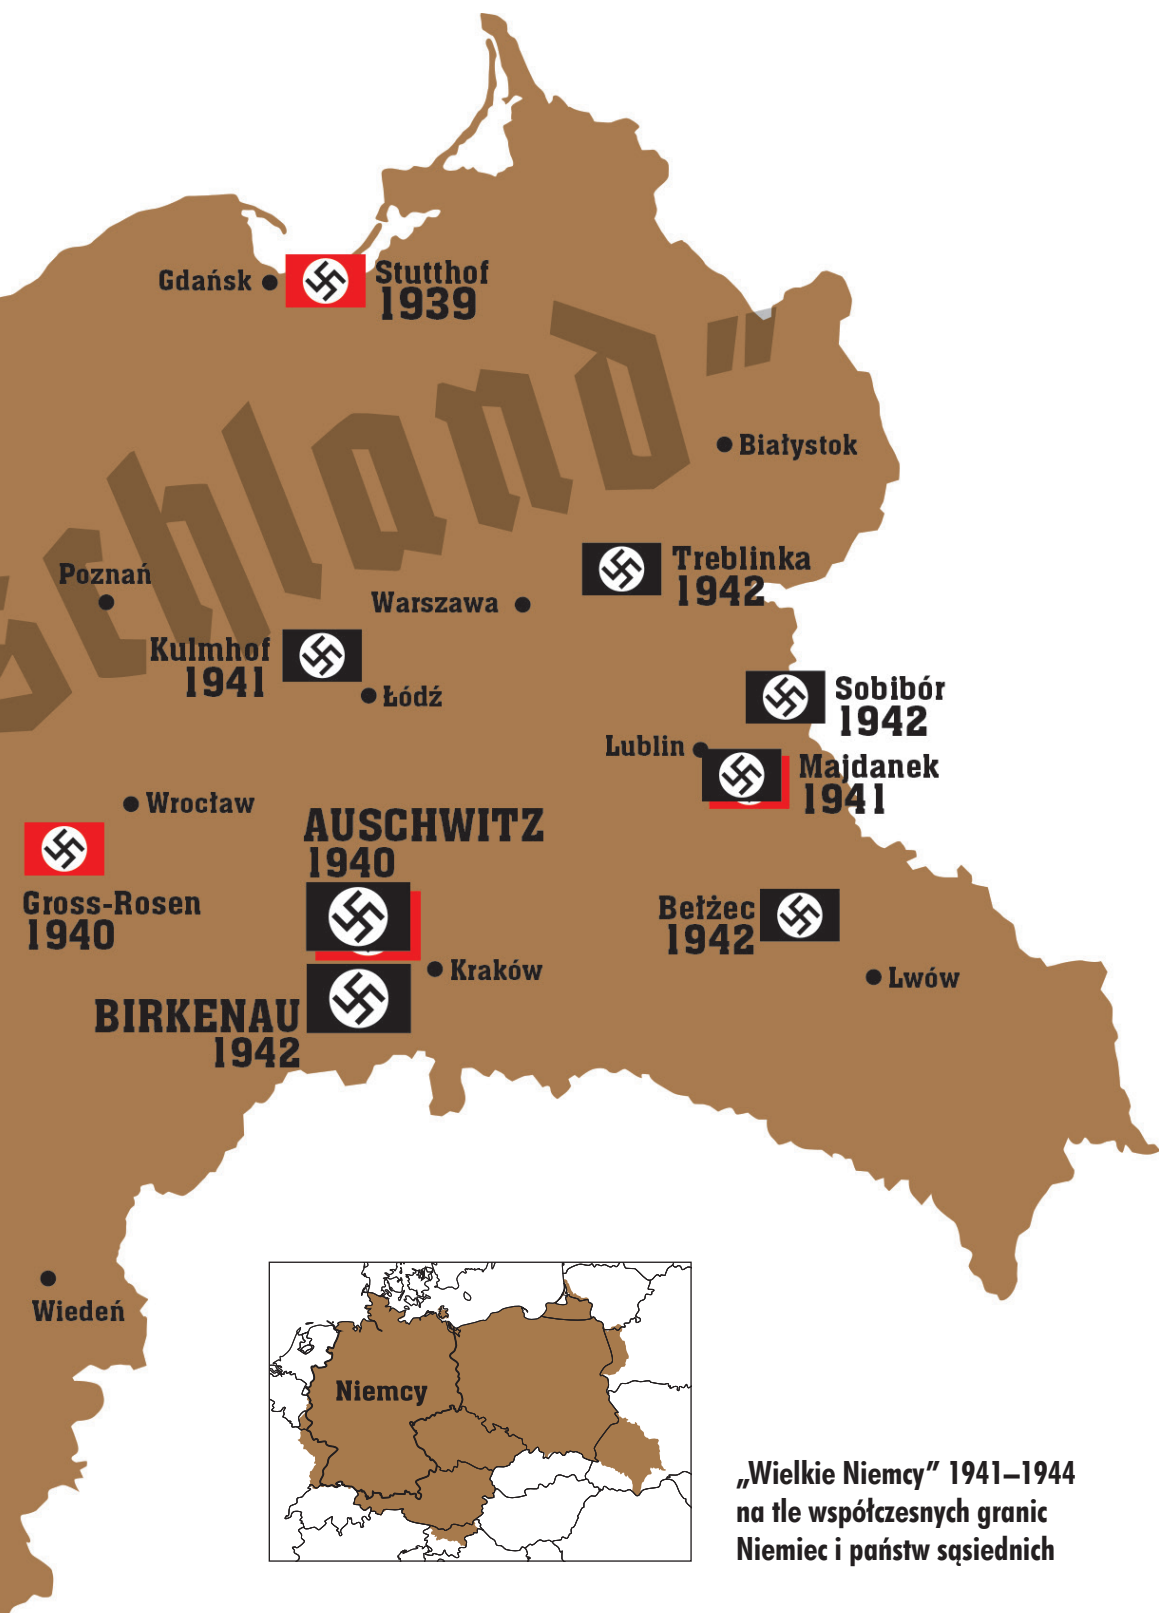 Gdańsk
Stutthof
1939
schland”
Białystok
Treblinka
1942
Poznań
Warszawa
Kulmhof
1941
Łódź
Sobibór
1942
Lublin
Majdanek
1941
Wrocław
AUSCHWITZ
1940
Gross-Rosen
1940
Bełżec
1942
Kraków
Lwów
BIRKENAU
1942
Wiedeń
Niemcy
„Wielkie Niemcy” 1941–1944
na tle współczesnych granic
Niemiec i państw sąsiednich